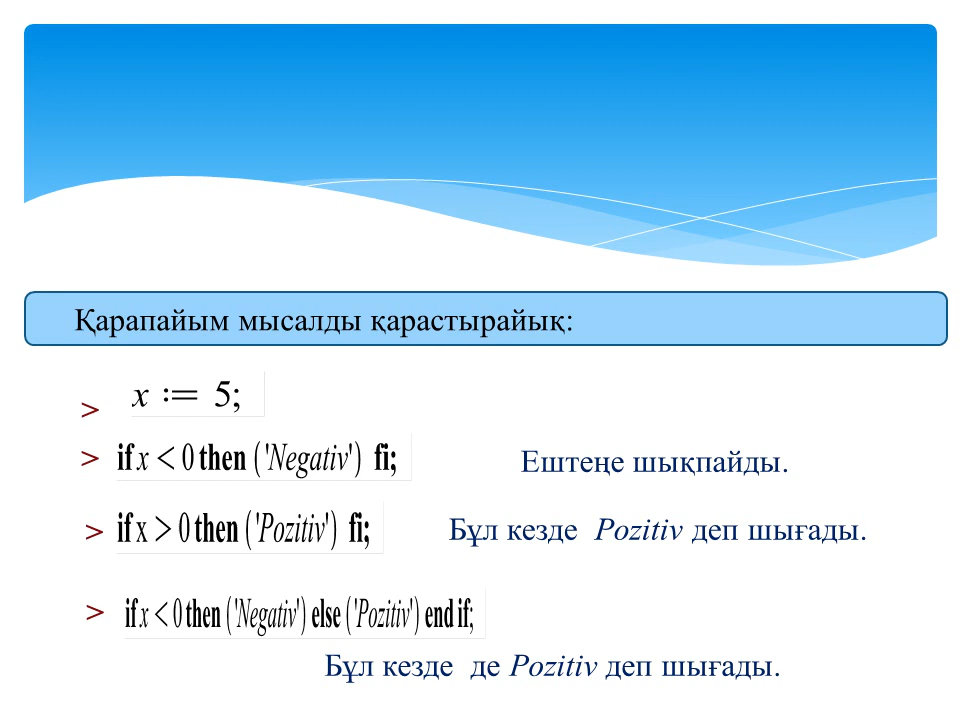 Қарапайым мысалды қарастырайық:
> x := 5;
> if x < 0 then ('Negativ') fi; Ештеңе шықпайды.
> if x > 0 then ('Pozitiv') fi; Бұл кезде Pozitiv деп шығады.
> if x < 0 then ('Negativ') else ('Pozitiv') end if;
Бұл кезде де Pozitiv деп шығады.